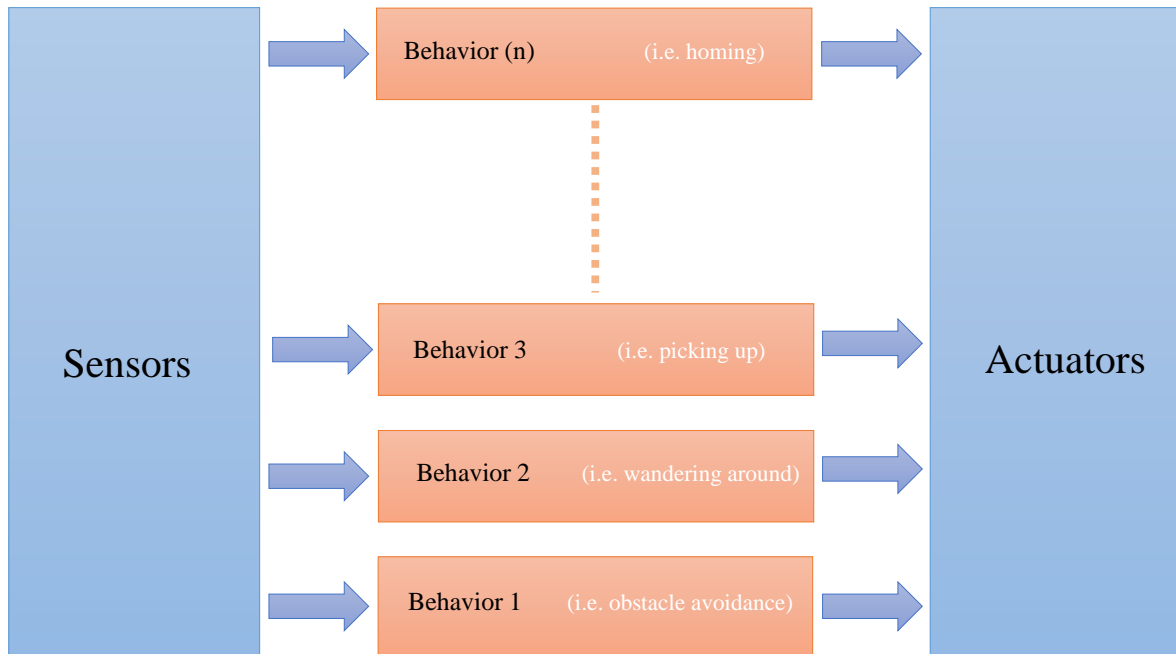 Behavior (n) (i.e. homing)
Sensors
Behavior 3 (i.e. picking up)
Actuators
Behavior 2 (i.e. wandering around)
Behavior 1 (i.e. obstacle avoidance)